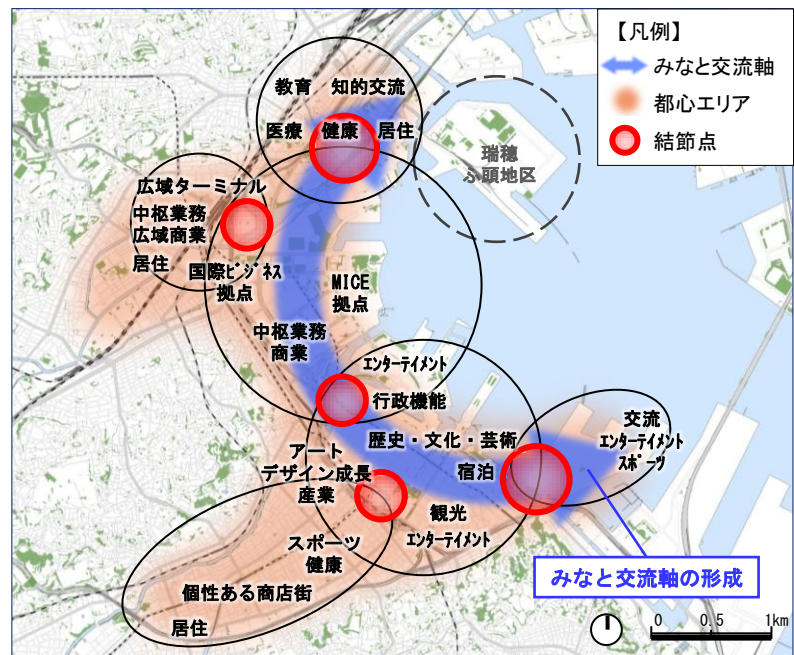 【凡例】
みなと交流軸
都心エリア
結節点
教育 知的交流
医療 健康 居住
瑞穂
ふ頭地区
広域ターミナル
中枢業務
広域商業
居住
国際ビジネス
拠点
MICE
拠点
中枢業務
商業
エンターテイメント
行政機能
歴史・文化・芸術
宿泊
交流
エンターテイメント
スポーツ
アート
デザイン成長
産業
観光
エンターテイメント
スポーツ
健康
個性ある商店街
居住
みなと交流軸の形成
0 0.5 1km